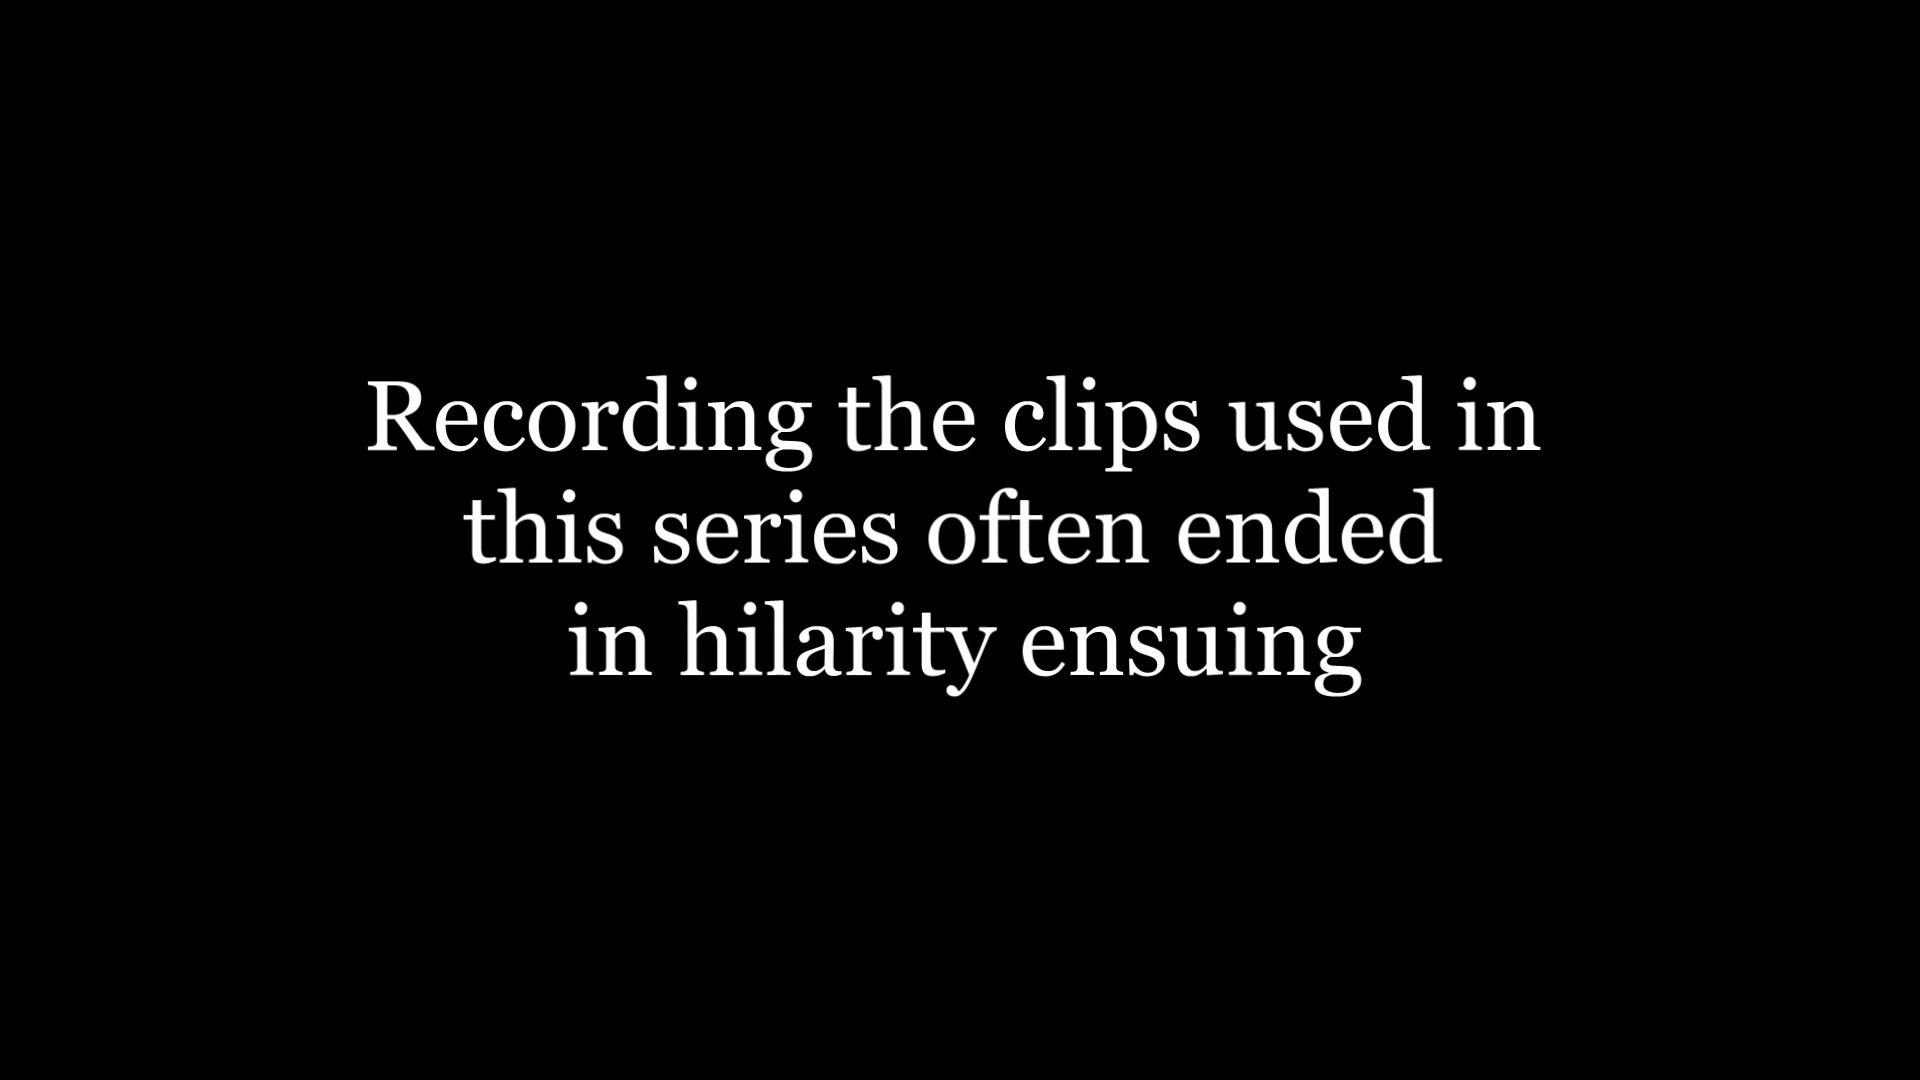 Recording the clips used in
this series often ended
in hilarity ensuing